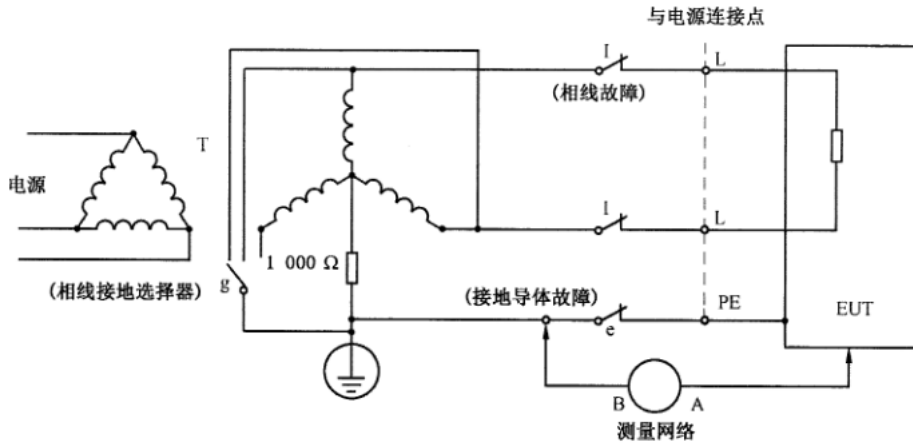 与电源连接点
l
L
(相线故障)
T
电源
l
L
1 000 Ω
g
(相线接地选择器)
(接地导体故障)
PE
EUT
e
B
A
测量网络